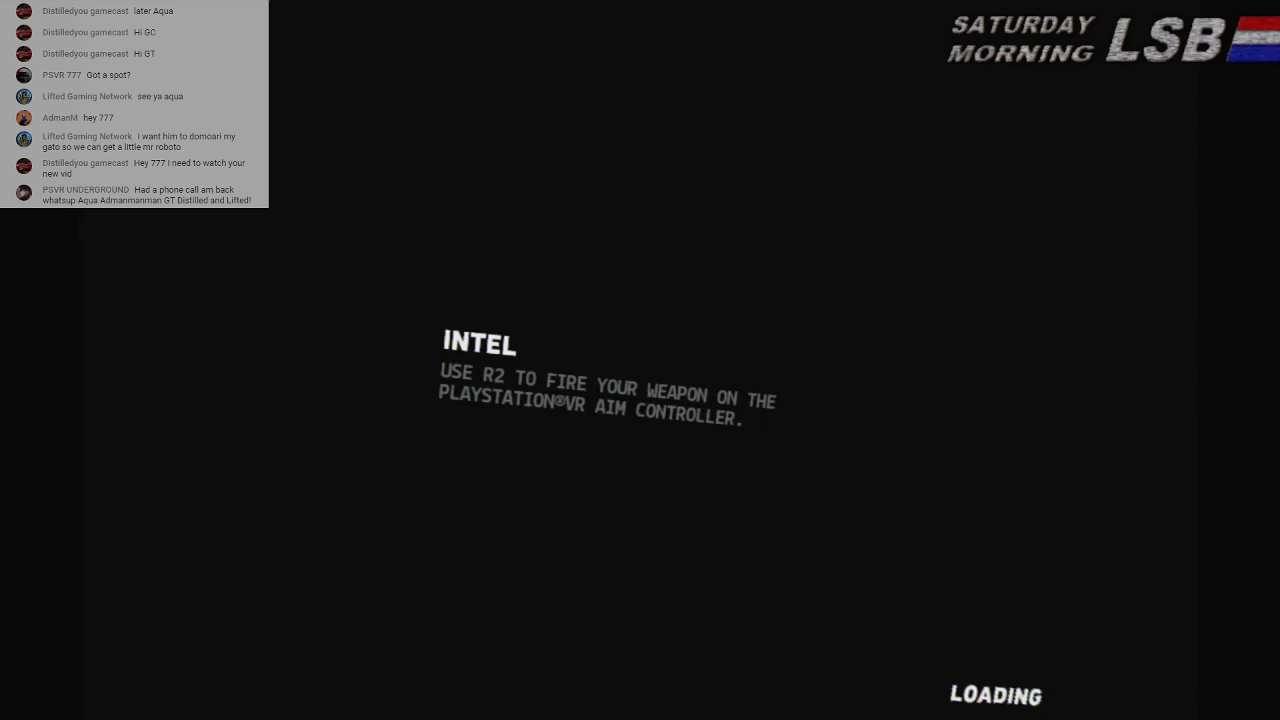 Distilledyou gamecast later Aqua
Distilledyou gamecast Hi GC
Distilledyou gamecast Hi GT
PSVR 777 Got a spot?
Lifted Gaming Network see ya aqua
AdmanM hey 777
Lifted Gaming Network I want him to domoari my
gato so we can get a little mr roboto
Distilledyou gamecast Hey 777 I need to watch your
new vid
PSVR UNDERGROUND Had a phone call am back
whatsup Aqua Admanmanman GT Distilled and Lifted!
SATURDAY
MORNING LSB
INTEL
USE R2 TO FIRE YOUR WEAPON ON THE
PLAYSTATION®VR AIM CONTROLLER.
LOADING